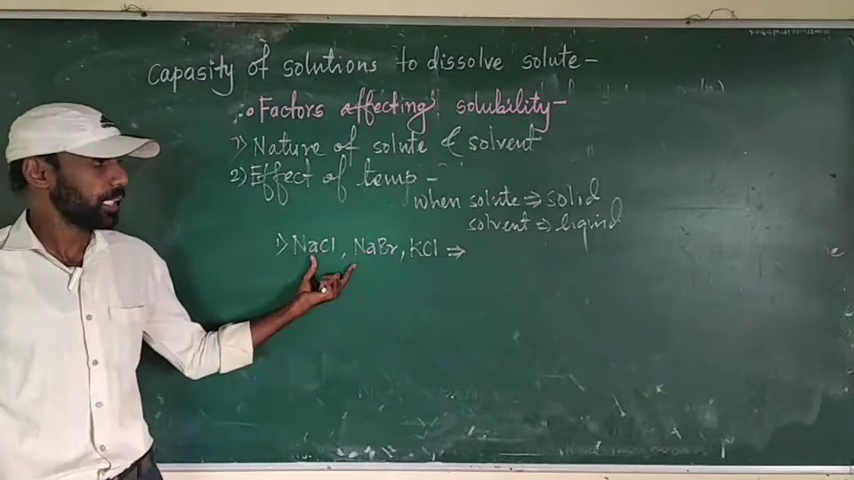 Capasity of solutions to dissolve solute-
∴ Factors affecting solubility-
1) Nature of solute & solvent
2) Effect of temp -
when solute ⇒ solid
solvent ⇒ liquid
1) NaCl, NaBr, KCl ⇒